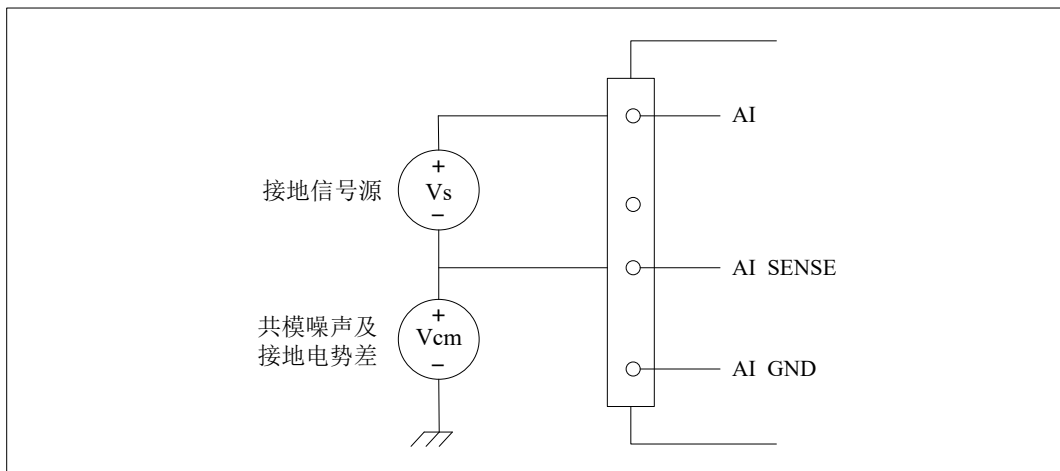 AI
+
接地信号源
Vs
−
AI SENSE
+
共模噪声及
接地电势差
Vcm
−
AI GND